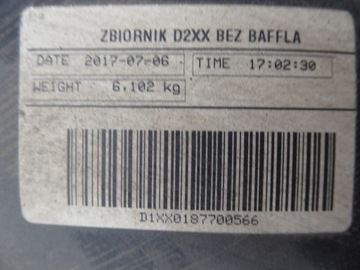 ZBIORNIK D2XX BEZ BAFFLA
DATE 2017-07-06 TIME 17:02:30
WEIGHT 6,102 kg
D1XX0187700566